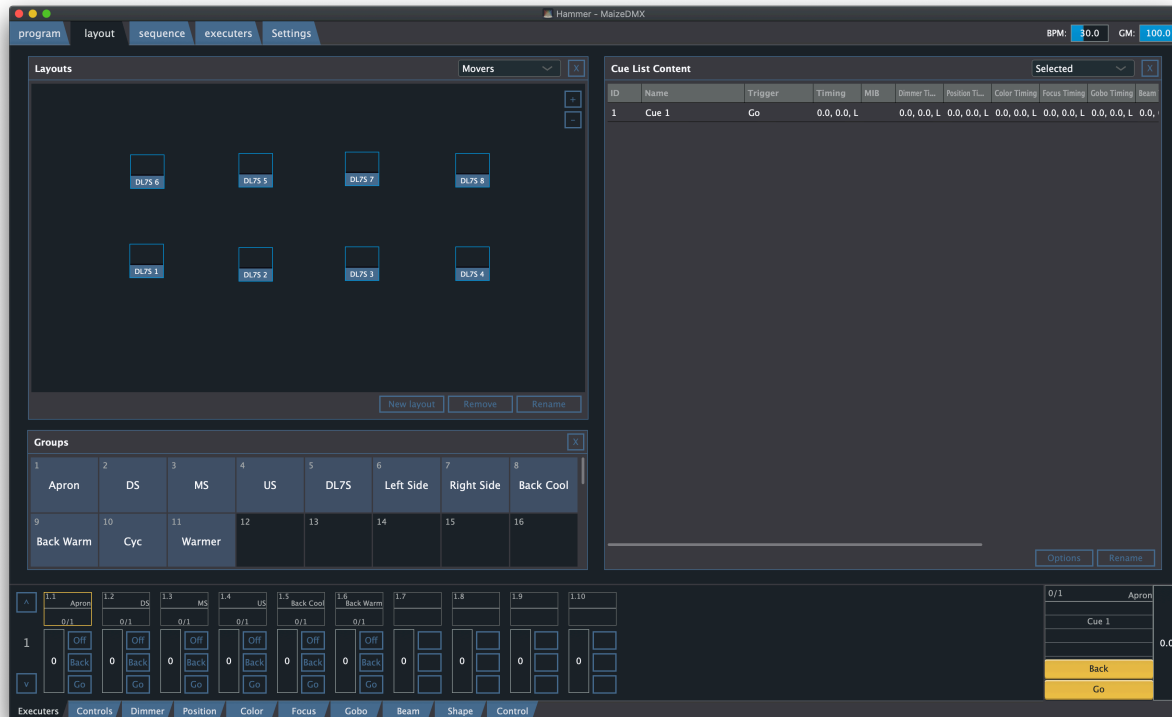 Hammer - MaizeDMX
program layout sequence executers Settings BPM: 30.0 GM: 100.0
Layouts Movers X
Cue List Content Selected X
+
-
ID Name Trigger Timing MIB Dimmer Ti... Position Ti... Color Timing Focus Timing Gobo Timing Beam
1 Cue 1 Go 0.0, 0.0, L 0.0, 0.0, L 0.0, 0.0, L 0.0, 0.0, L 0.0, 0.0, L 0.0, 0.0, L 0.0,
DL7S 6 DL7S 5 DL7S 7 DL7S 8
DL7S 1 DL7S 2 DL7S 3 DL7S 4
New layout Remove Rename
Groups X
1 2 3 4 5 6 7 8
Apron DS MS US DL7S Left Side Right Side Back Cool
9 10 11 12 13 14 15 16
Back Warm Cyc Warmer
Options Rename
1.1 1.2 1.3 1.4 1.5 1.6 1.7 1.8 1.9 1.10
Apron DS MS US Back Cool Back Warm
0/1 0/1 0/1 0/1 0/1 0/1
Off Off Off Off Off Off
1 0 Back 0 Back 0 Back 0 Back 0 Back 0 Back 0 0 0 0
Go Go Go Go Go Go
0/1 Apron
Cue 1
0.0
Back
Go
Executers Controls Dimmer Position Color Focus Gobo Beam Shape Control